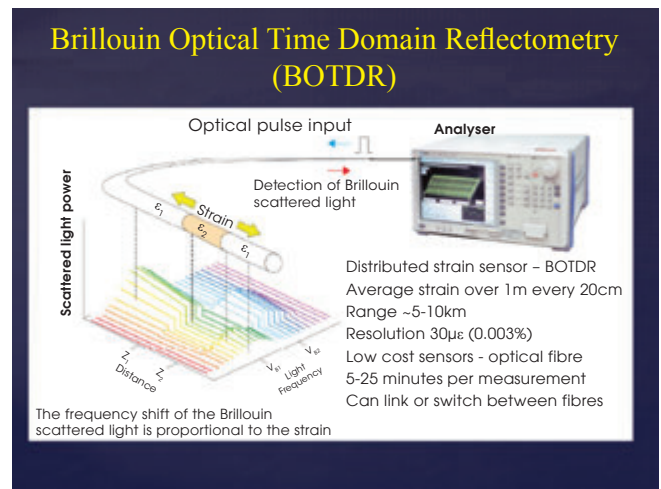 Brillouin Optical Time Domain Reflectometry
(BOTDR)
Optical pulse input
Analyser
Detection of Brillouin
scattered light
Scattered light power
Strain
ε1
ε2
ε1
Z1
Z2
Distance
VB1
VB2
Light
Frequency
Distributed strain sensor – BOTDR
Average strain over 1m every 20cm
Range ~5-10km
Resolution 30με (0.003%)
Low cost sensors - optical fibre
5-25 minutes per measurement
Can link or switch between fibres
The frequency shift of the Brillouin
scattered light is proportional to the strain